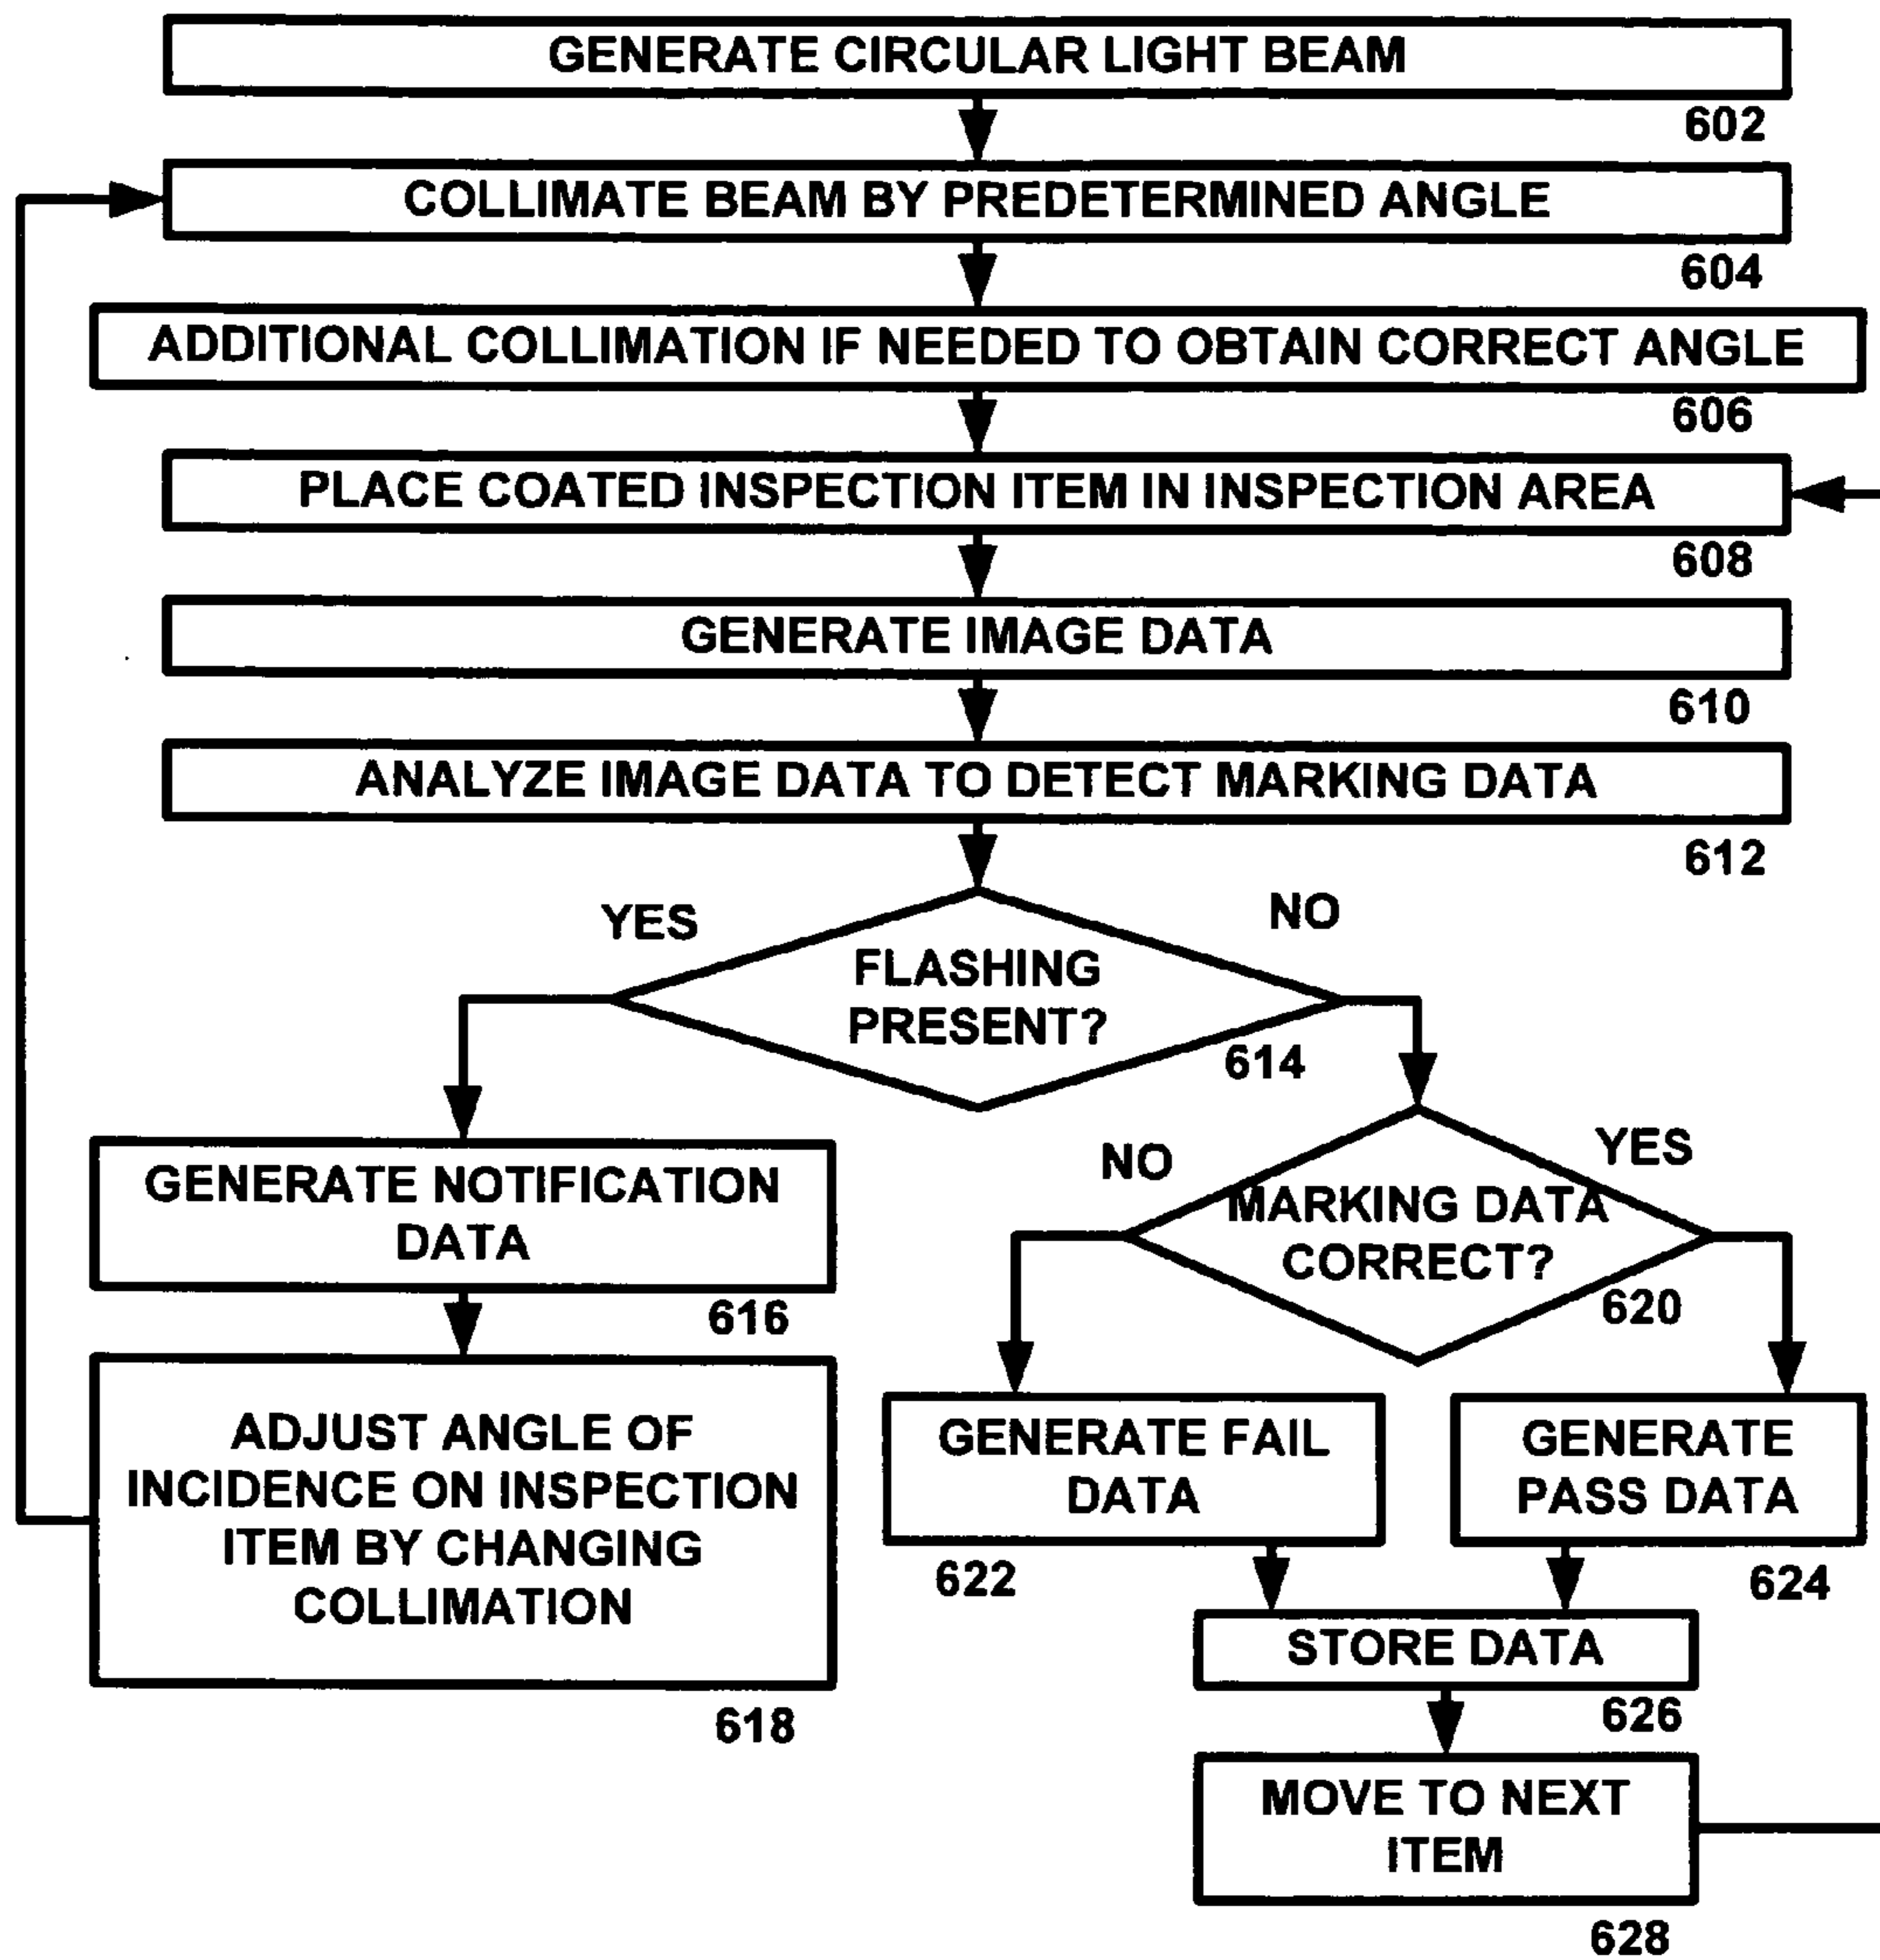 GENERATE CIRCULAR LIGHT BEAM
602
COLLIMATE BEAM BY PREDETERMINED ANGLE
604
ADDITIONAL COLLIMATION IF NEEDED TO OBTAIN CORRECT ANGLE
606
PLACE COATED INSPECTION ITEM IN INSPECTION AREA
608
GENERATE IMAGE DATA
610
ANALYZE IMAGE DATA TO DETECT MARKING DATA
612
YES
NO
FLASHING
PRESENT?
614
GENERATE NOTIFICATION
DATA
616
ADJUST ANGLE OF
INCIDENCE ON INSPECTION
ITEM BY CHANGING
COLLIMATION
618
NO
YES
MARKING DATA
CORRECT?
620
GENERATE FAIL
DATA
622
GENERATE
PASS DATA
624
STORE DATA
626
MOVE TO NEXT
ITEM
628